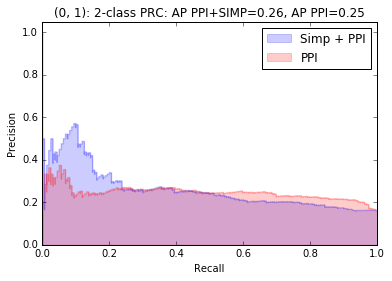 (0, 1): 2-class PRC: AP PPI+SIMP=0.26, AP PPI=0.25
Simp + PPI
PPI
Precision
1.0
0.8
0.6
0.4
0.2
0.0
0.0 0.2 0.4 0.6 0.8 1.0
Recall